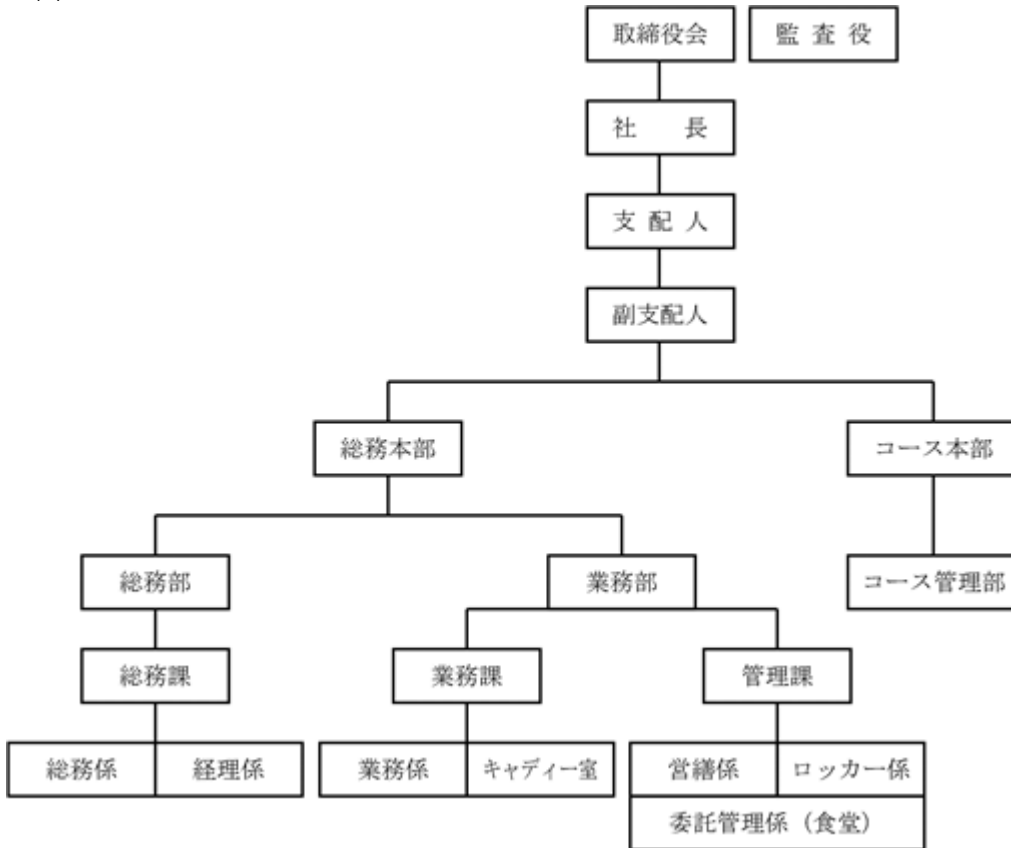 取締役会 監査役
社長
支配人
副支配人
総務本部 コース本部
総務部 業務部 コース管理部
総務課 業務課 管理課
総務係 経理係 業務係 キャディー室 営繕係 ロッカー係
委託管理係（食堂）